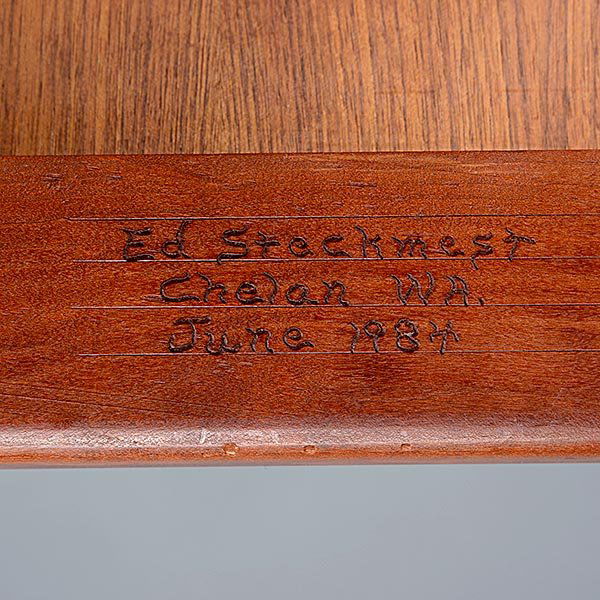 Ed Stockmest
Chelan WA.
June 1984